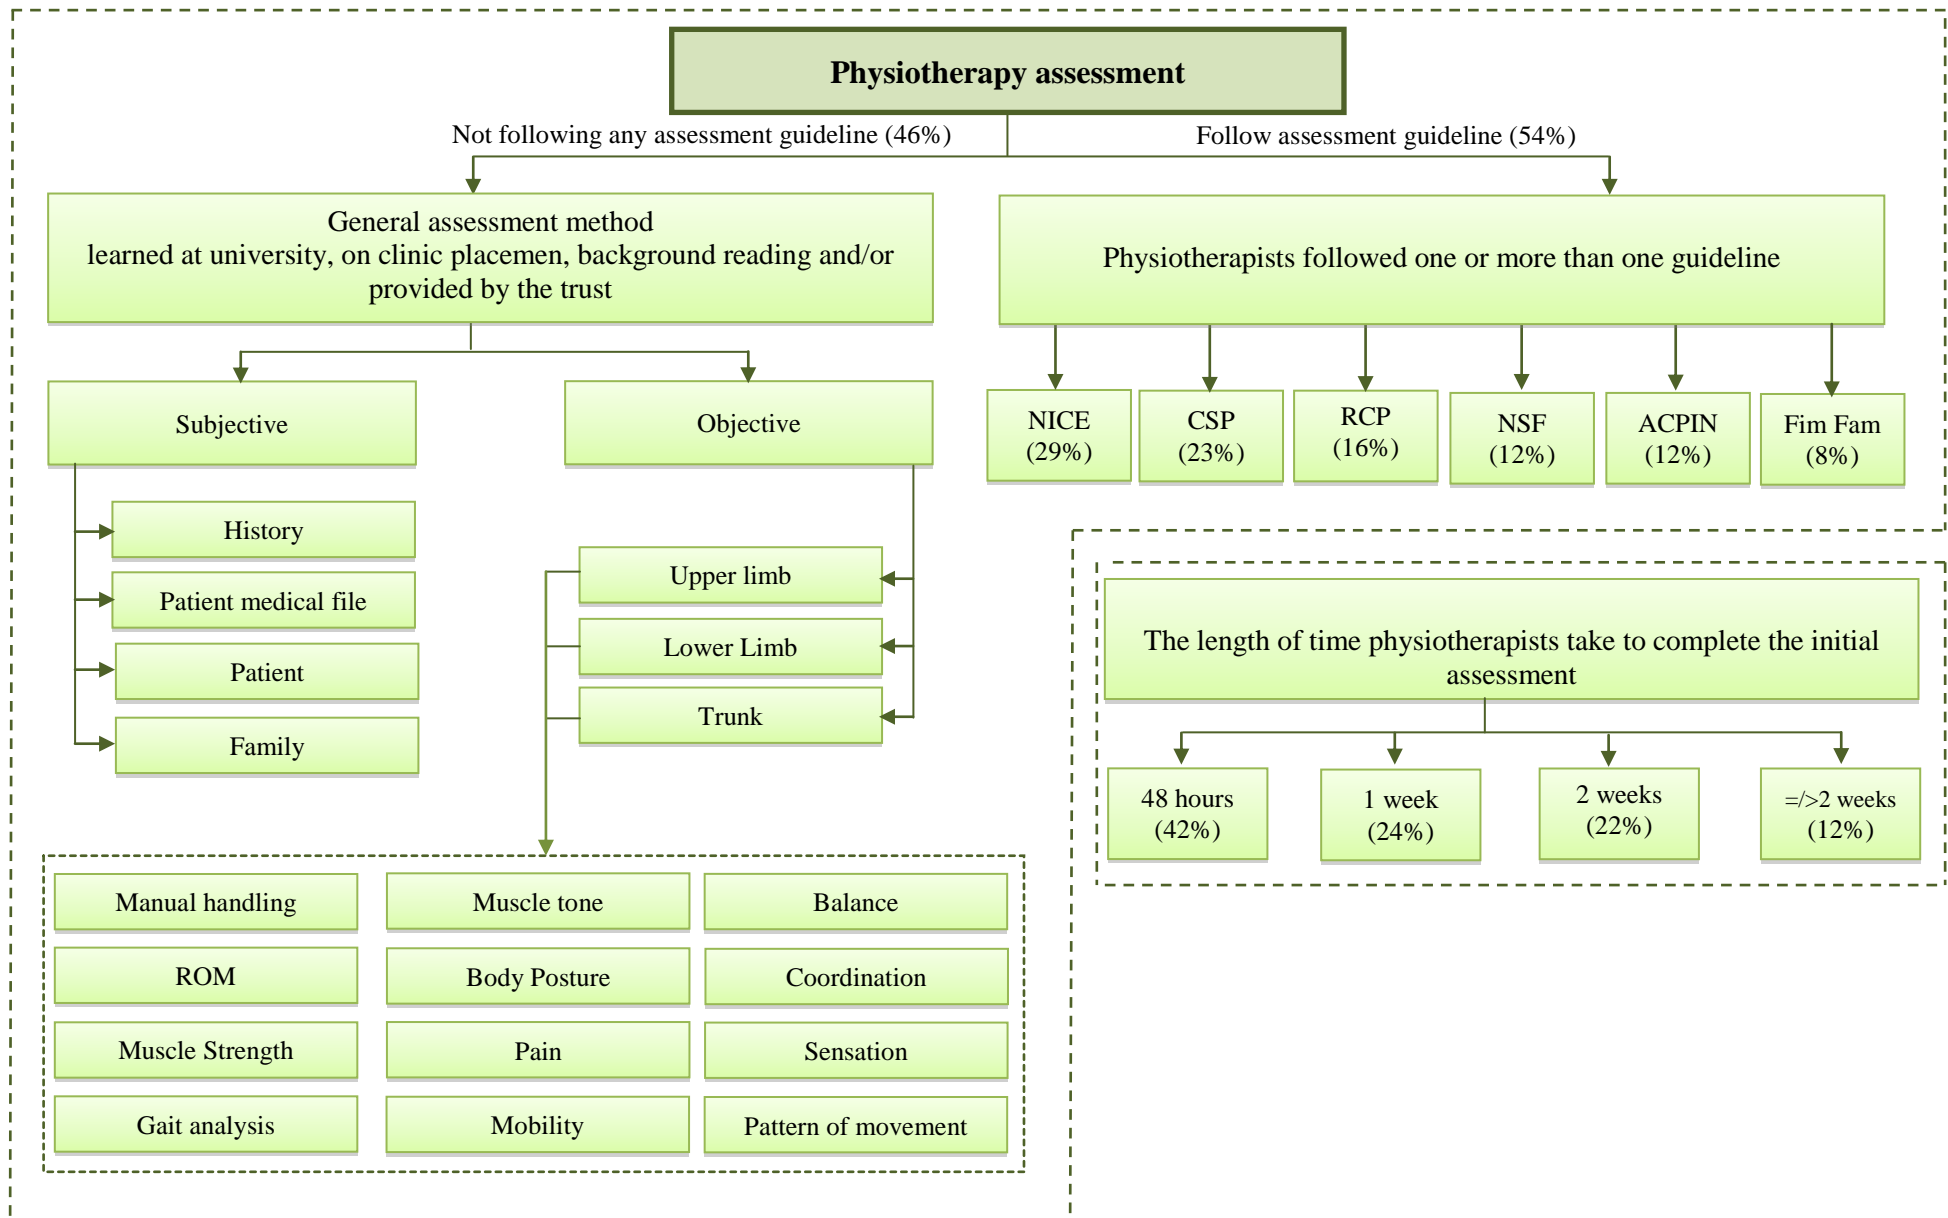 Physiotherapy assessment
Not following any assessment guideline (46%)
Follow assessment guideline (54%)
General assessment method
learned at university, on clinic placemen, background reading and/or
provided by the trust
Physiotherapists followed one or more than one guideline
Subjective
Objective
NICE
(29%)
CSP
(23%)
RCP
(16%)
NSF
(12%)
ACPIN
(12%)
Fim Fam
(8%)
History
Patient medical file
Patient
Family
Upper limb
Lower Limb
Trunk
The length of time physiotherapists take to complete the initial
assessment
48 hours
(42%)
1 week
(24%)
2 weeks
(22%)
=/>2 weeks
(12%)
Manual handling
Muscle tone
Balance
ROM
Body Posture
Coordination
Muscle Strength
Pain
Sensation
Gait analysis
Mobility
Pattern of movement